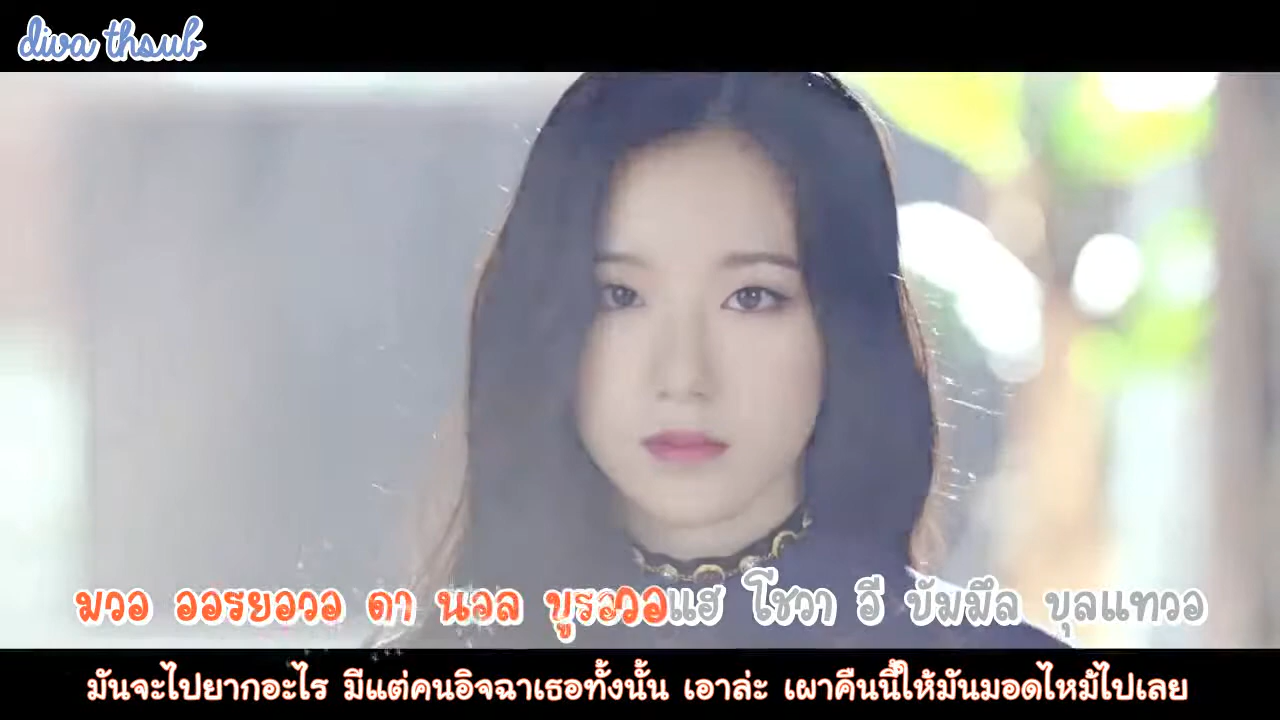 diva thsub
มวอ ออรยอวอ ดา นอล บูรอวอแฮ โชวา อี บัมมึล บุลแทวอ
มันจะไปยากอะไร มีแต่คนอิจฉาเธอทั้งนั้น เอาล่ะ เผาคืนนี้ให้มันมอดไหม้ไปเลย